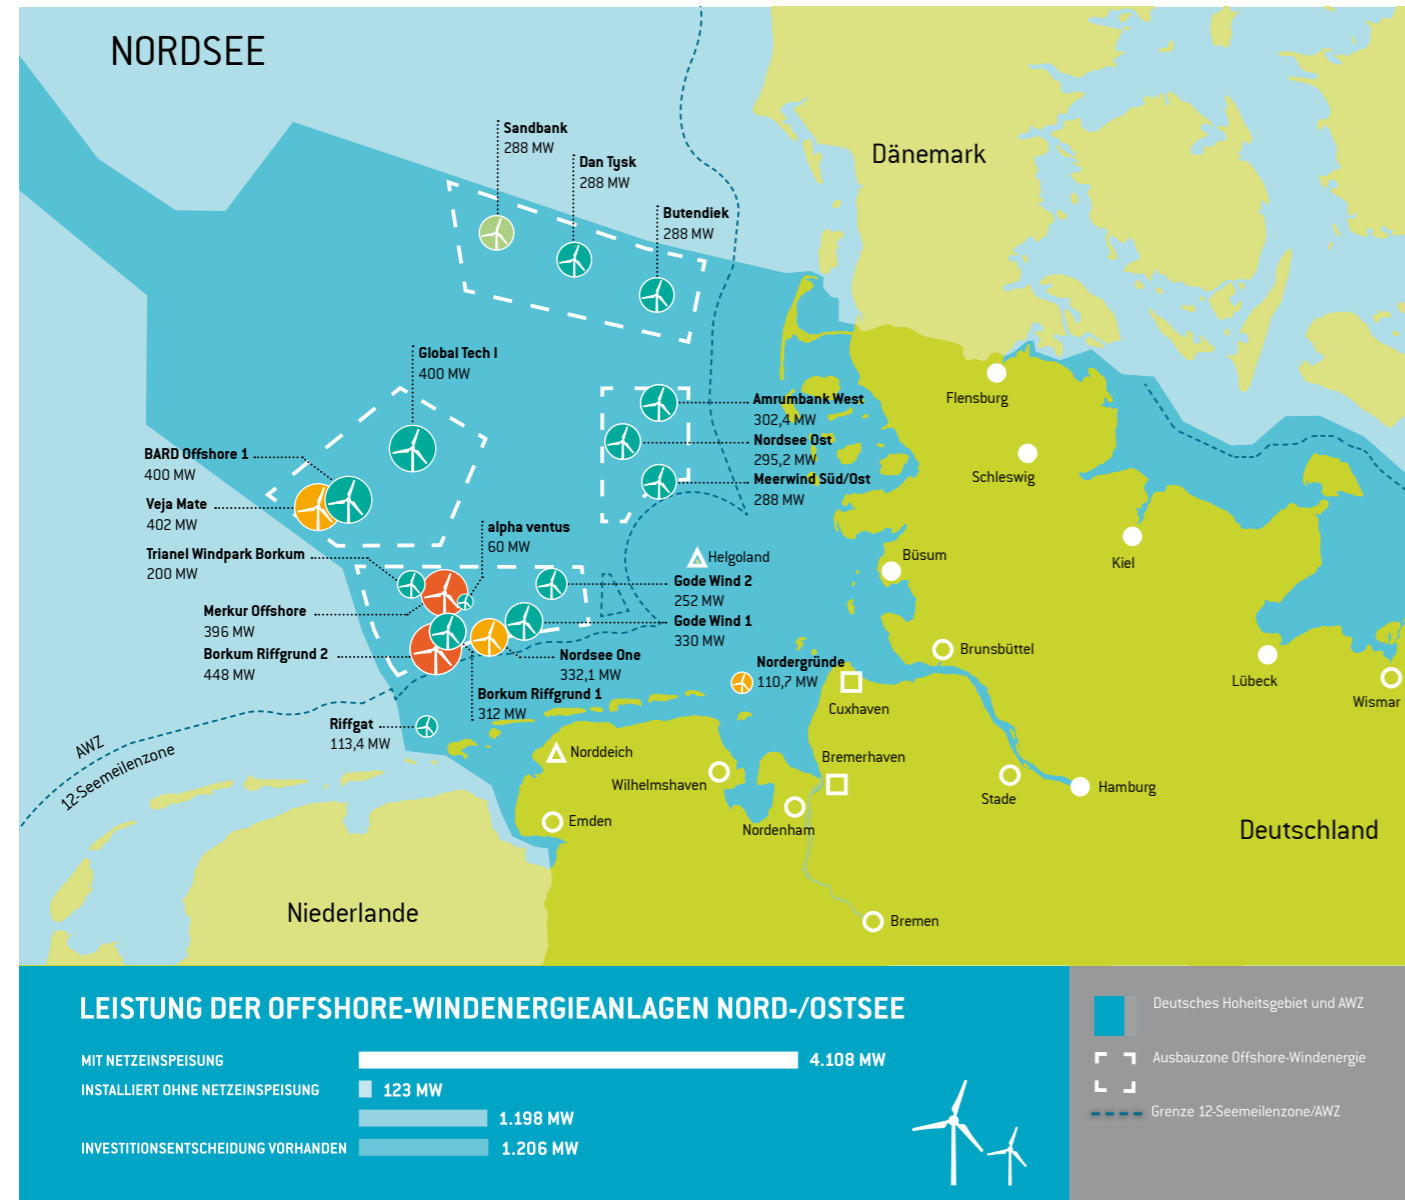 NORDSEE
Sandbank
288 MW
Dan Tysk
288 MW
Butendiek
288 MW
Dänemark
Global Tech I
400 MW
BARD Offshore 1
400 MW
Veja Mate
402 MW
Trianel Windpark Borkum
200 MW
alpha ventus
60 MW
Merkur Offshore
396 MW
Borkum Riffgrund 2
448 MW
Riffgat
113,4 MW
Amrumbank West
302,4 MW
Nordsee Ost
295,2 MW
Meerwind Süd/Ost
288 MW
Helgoland
Gode Wind 2
252 MW
Gode Wind 1
330 MW
Nordsee One
332,1 MW
Borkum Riffgrund 1
312 MW
Nordergründe
110,7 MW
Flensburg
Schleswig
Kiel
Büsum
Brunsbüttel
Lübeck
Wismar
Cuxhaven
Bremerhaven
Norddeich
Wilhelmshaven
Emden
Nordenham
Stade
Hamburg
Bremen
Deutschland
Niederlande
AWZ
12-Seemeilenzone
LEISTUNG DER OFFSHORE-WINDENERGIEANLAGEN NORD-/OSTSEE
MIT NETZEINSPEISUNG 4.108 MW
INSTALLIERT OHNE NETZEINSPEISUNG 123 MW
1.198 MW
INVESTITIONSENTSCHEIDUNG VORHANDEN 1.206 MW
Deutsches Hoheitsgebiet und AWZ
Ausbauzone Offshore-Windenergie
Grenze 12-Seemeilenzone/AWZ